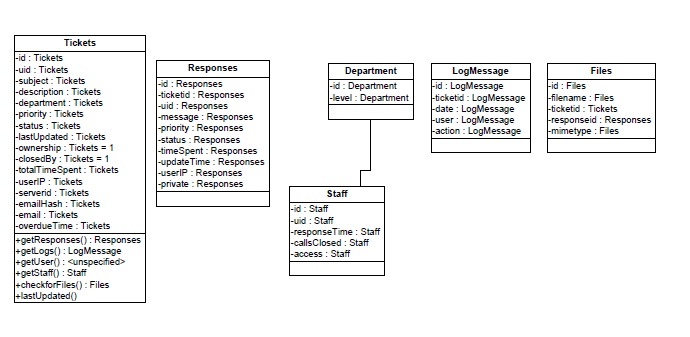 Tickets
-id : Tickets
-uid : Tickets
-subject : Tickets
-description : Tickets
-department : Tickets
-priority : Tickets
-status : Tickets
-lastUpdated : Tickets
-ownership : Tickets = 1
-closedBy : Tickets = 1
-totalTimeSpent : Tickets
-userIP : Tickets
-serverid : Tickets
-emailHash : Tickets
-email : Tickets
-overdueTime : Tickets
+getResponses() : Responses
+getLogs() : LogMessage
+getUser() : <unspecified>
+getStaff() : Staff
+checkforFiles() : Files
+lastUpdated()
Responses
-id : Responses
-ticketid : Responses
-uid : Responses
-message : Responses
-priority : Responses
-status : Responses
-timeSpent : Responses
-updateTime : Responses
-userIP : Responses
-private : Responses
Department
-id : Department
-level : Department
Staff
-id : Staff
-uid : Staff
-responseTime : Staff
-callsClosed : Staff
-access : Staff
LogMessage
-id : LogMessage
-ticketid : LogMessage
-date : LogMessage
-user : LogMessage
-action : LogMessage
Files
-id : Files
-filename : Files
-ticketid : Tickets
-responseid : Responses
-mimetype : Files